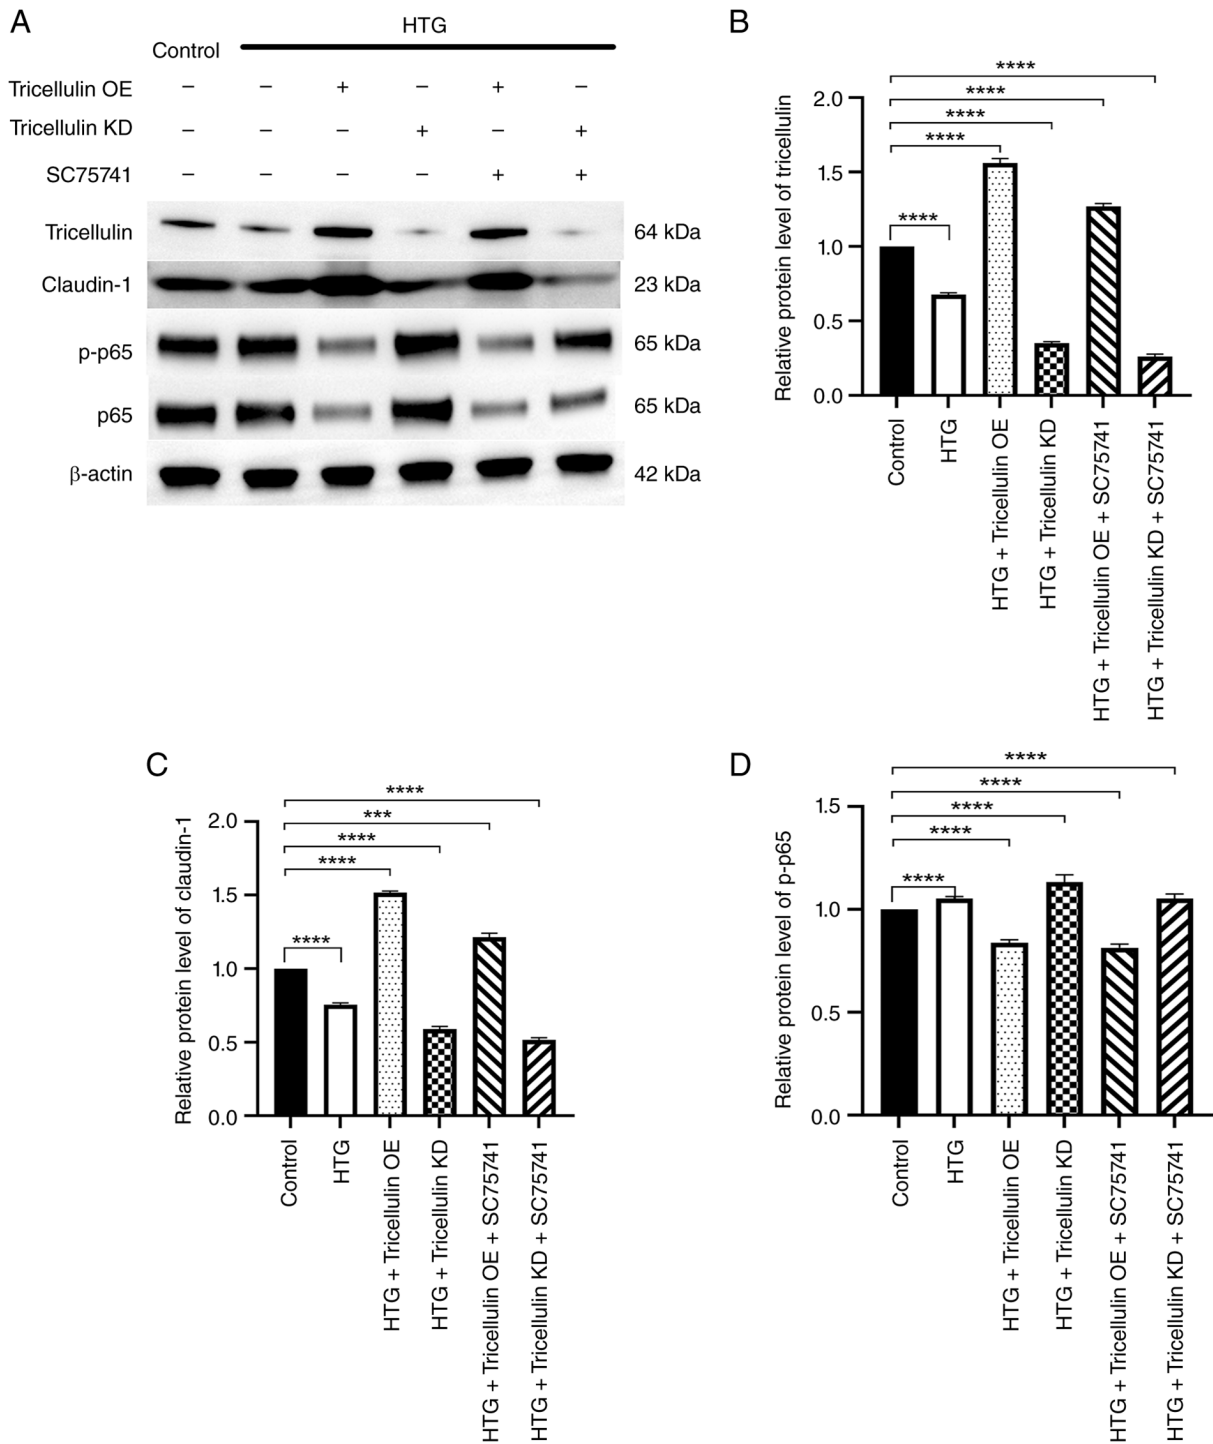 A
HTG
Control
Tricellulin OE − − + − + −
Tricellulin KD − − − + − +
SC75741 − − − − + +
Tricellulin 64 kDa
Claudin-1 23 kDa
p-p65 65 kDa
p65 65 kDa
β-actin 42 kDa
B
Relative protein level of tricellulin
2.0
1.5
1.0
0.5
0.0
****
****
****
****
****
Control
HTG
HTG + Tricellulin OE
HTG + Tricellulin KD
HTG + Tricellulin OE + SC75741
HTG + Tricellulin KD + SC75741
C
Relative protein level of claudin-1
2.0
1.5
1.0
0.5
0.0
****
***
****
****
****
Control
HTG
HTG + Tricellulin OE
HTG + Tricellulin KD
HTG + Tricellulin OE + SC75741
HTG + Tricellulin KD + SC75741
D
Relative protein level of p-p65
1.5
1.0
0.5
0.0
****
****
****
****
****
Control
HTG
HTG + Tricellulin OE
HTG + Tricellulin KD
HTG + Tricellulin OE + SC75741
HTG + Tricellulin KD + SC75741